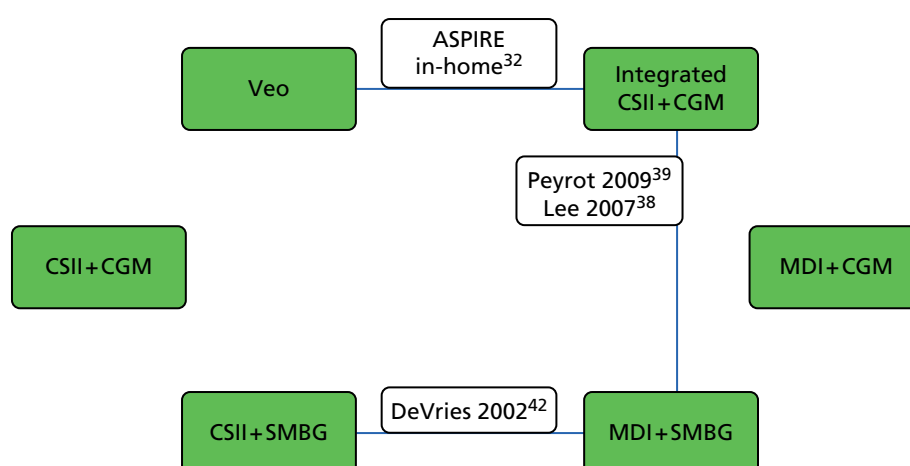 ASPIRE
in-home³²
Veo
Integrated
CSII+CGM
Peyrot 2009³⁹
Lee 2007³⁸
CSII+CGM
MDI+CGM
DeVries 2002⁴²
CSII+SMBG
MDI+SMBG